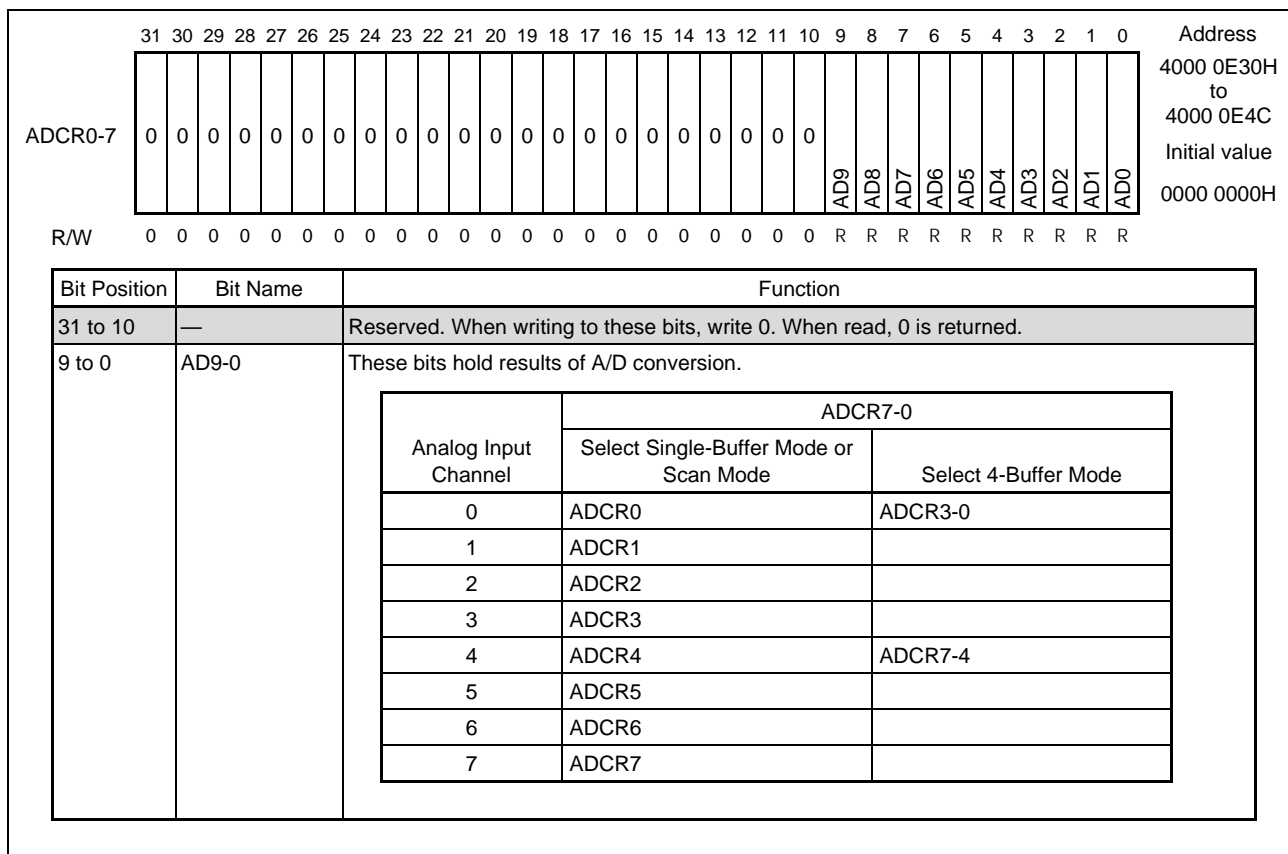 31 30 29 28 27 26 25 24 23 22 21 20 19 18 17 16 15 14 13 12 11 10 9 8 7 6 5 4 3 2 1 0 Address
4000 0E30H
to
4000 0E4C
ADCR0-7 0 0 0 0 0 0 0 0 0 0 0 0 0 0 0 0 0 0 0 0 0 0 AD9 AD8 AD7 AD6 AD5 AD4 AD3 AD2 AD1 AD0
Initial value
0000 0000H
R/W 0 0 0 0 0 0 0 0 0 0 0 0 0 0 0 0 0 0 0 0 0 0 R R R R R R R R R R
Bit Position Bit Name Function
31 to 10 — Reserved. When writing to these bits, write 0. When read, 0 is returned.
9 to 0 AD9-0 These bits hold results of A/D conversion.
ADCR7-0
Analog Input Select Single-Buffer Mode or
Channel Scan Mode Select 4-Buffer Mode
0 ADCR0 ADCR3-0
1 ADCR1
2 ADCR2
3 ADCR3
4 ADCR4 ADCR7-4
5 ADCR5
6 ADCR6
7 ADCR7